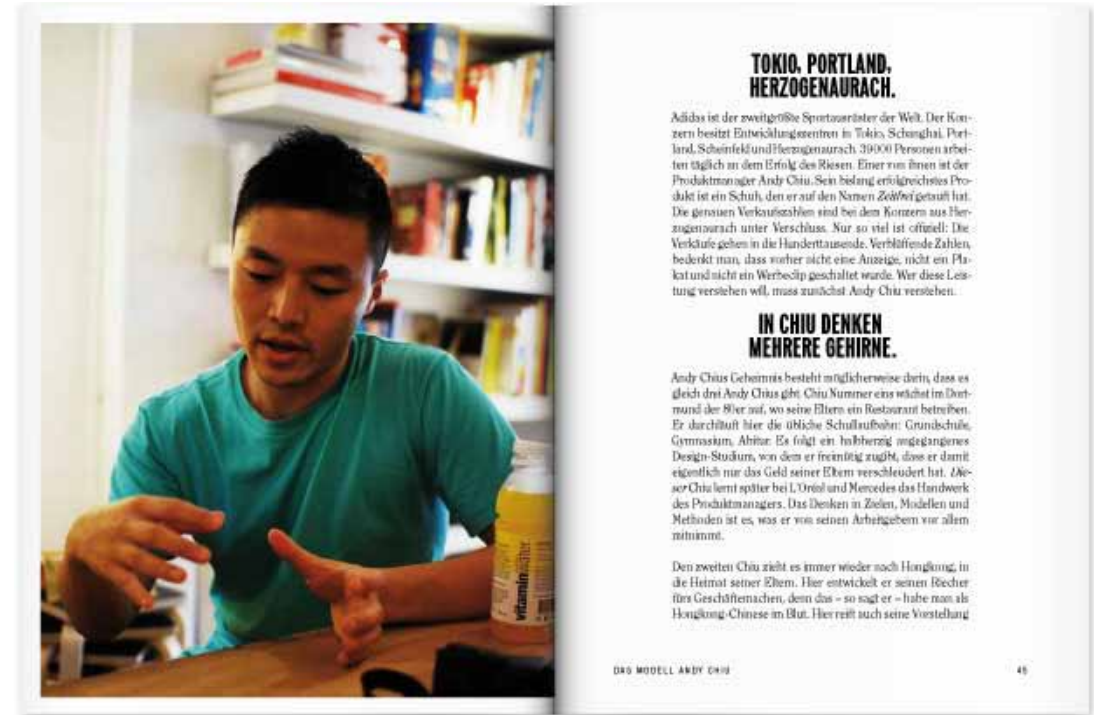 TOKIO, PORTLAND,
HERZOGENAURACH.
Adidas ist der zweitgrößte Sportausrüster der Welt. Der Kon-
zern besitzt Entwicklungszentren in Tokio, Schanghai, Port-
land, Scheinfeld und Herzogenaurach. 39000 Personen arbei-
ten täglich an dem Erfolg des Riesen. Einer von ihnen ist der
Produktmanager Andy Chiu. Sein bislang erfolgreichstes Pro-
dukt ist ein Schuh, den er auf den Namen Zeitfrei getauft hat.
Die genauen Verkaufszahlen sind bei dem Konzern aus Her-
zogenaurach unter Verschluss. Nur so viel ist offiziell: Die
Verkäufe gehen in die Hunderttausende. Verblüffende Zahlen,
bedenkt man, dass vorher nicht eine Anzeige, nicht ein Pla-
kat und nicht ein Werbeclip geschaltet wurde. Wer diese Leis-
tung verstehen will, muss zunächst Andy Chiu verstehen.
IN CHIU DENKEN
MEHRERE GEHIRNE.
Andy Chius Geheimnis besteht möglicherweise darin, dass es
gleich drei Andy Chius gibt. Chiu Nummer eins wächst im Dort-
mund der 80er auf, wo seine Eltern ein Restaurant betreiben.
Er durchläuft hier die übliche Schullaufbahn: Grundschule,
Gymnasium, Abitur. Es folgt ein halbherzig angegangenes
Design-Studium, von dem er freimütig zugibt, dass er damit
eigentlich nur das Geld seiner Eltern verschleudert hat. Die-
ser Chiu lernt später bei L'Oréal und Mercedes das Handwerk
des Produktmanagers. Das Denken in Zielen, Modellen und
Methoden ist es, was er von seinen Arbeitgebern vor allem
mitnimmt.
Den zweiten Chiu zieht es immer wieder nach Hongkong, in
die Heimat seiner Eltern. Hier entwickelt er seinen Riecher
fürs Geschäftemachen, denn das – so sagt er – habe man als
Hongkong-Chinese im Blut. Hier reift auch seine Vorstellung
DAS MODELL ANDY CHIU
45
vitaminwater